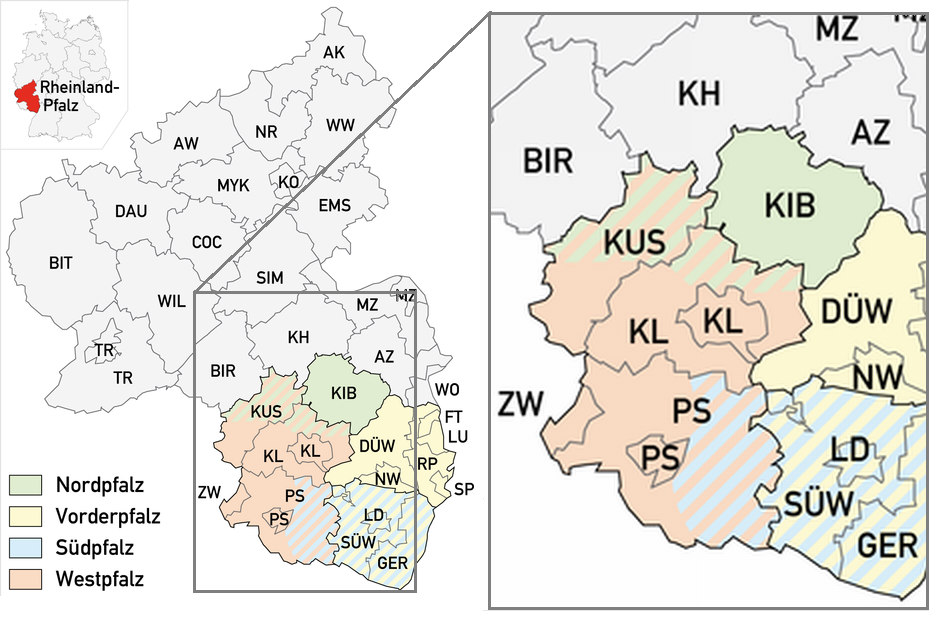 Rheinland-
Pfalz
AK
NR
WW
AW
MYK
KO
DAU
EMS
COC
BIT
SIM
WIL
MZ
MZ
TR
TR
KH
BIR
AZ
KIB
WO
KUS
FT
LU
DÜW
KL
KL
RP
NW
SP
ZW
PS
PS
LD
SÜW
GER
Nordpfalz
Vorderpfalz
Südpfalz
Westpfalz
MZ
KH
AZ
BIR
KIB
KUS
DÜW
KL
KL
NW
ZW
PS
PS
LD
SÜW
GER